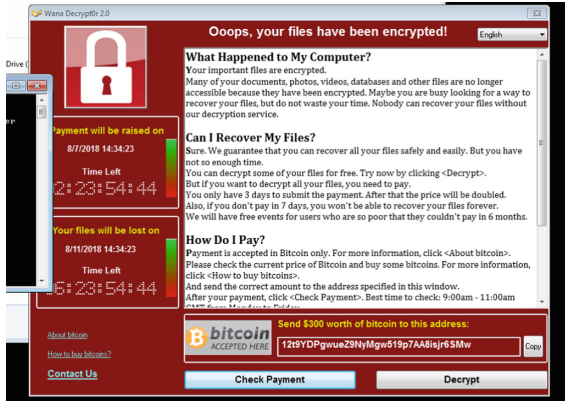 Wana Decrypt0r 2.0
Ooops, your files have been encrypted!
English
Drive (
er
Payment will be raised on
8/7/2018 14:34:23
Time Left
02:23:54:44
Your files will be lost on
8/11/2018 14:34:23
Time Left
06:23:54:44
About bitcoin
How to buy bitcoins?
Contact Us
What Happened to My Computer?
Your important files are encrypted.
Many of your documents, photos, videos, databases and other files are no longer
accessible because they have been encrypted. Maybe you are busy looking for a way to
recover your files, but do not waste your time. Nobody can recover your files without
our decryption service.
Can I Recover My Files?
Sure. We guarantee that you can recover all your files safely and easily. But you have
not so enough time.
You can decrypt some of your files for free. Try now by clicking <Decrypt>.
But if you want to decrypt all your files, you need to pay.
You only have 3 days to submit the payment. After that the price will be doubled.
Also, if you don't pay in 7 days, you won't be able to recover your files forever.
We will have free events for users who are so poor that they couldn't pay in 6 months.
How Do I Pay?
Payment is accepted in Bitcoin only. For more information, click <About bitcoin>.
Please check the current price of Bitcoin and buy some bitcoins. For more information,
click <How to buy bitcoins>.
And send the correct amount to the address specified in this window.
After your payment, click <Check Payment>. Best time to check: 9:00am - 11:00am
GMT from Monday to Friday.
bitcoin
ACCEPTED HERE
Send $300 worth of bitcoin to this address:
12t9YDPgwueZ9NyMgw519p7AA8isjr6SMw
Copy
Check Payment
Decrypt